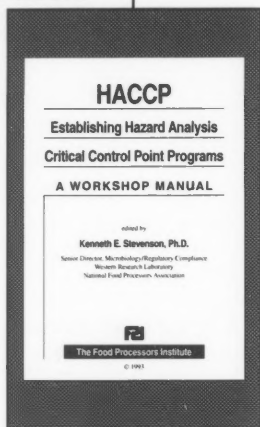 HACCP
Establishing Hazard Analysis
Critical Control Point Programs
A WORKSHOP MANUAL
edited by
Kenneth E. Stevenson, Ph.D.
Senior Director, Microbiology/Regulatory Compliance
Western Research Laboratory
National Food Processors Association
The Food Processors Institute
© 1993